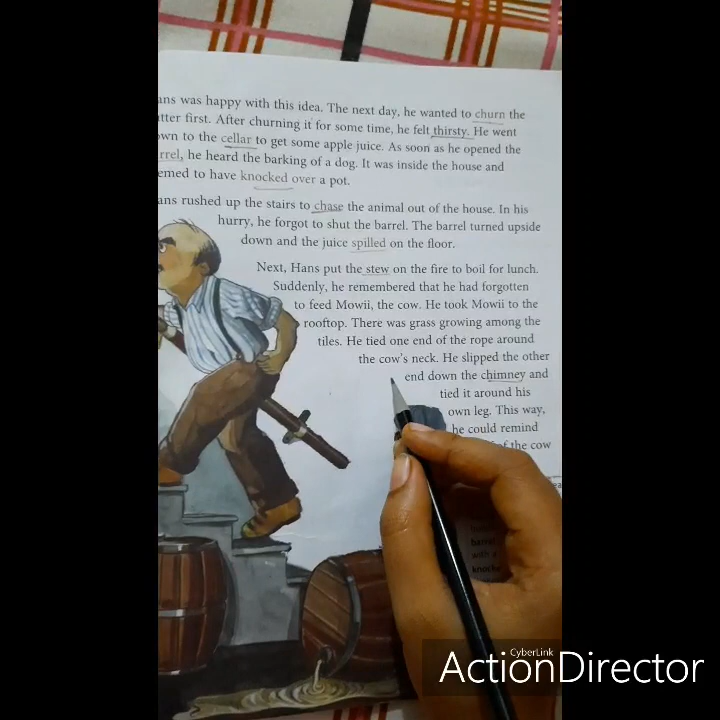 ans was happy with this idea. The next day, he wanted to churn the
tter first. After churning it for some time, he felt thirsty. He went
wn to the cellar to get some apple juice. As soon as he opened the
rrel, he heard the barking of a dog. It was inside the house and
emed to have knocked over a pot.
ans rushed up the stairs to chase the animal out of the house. In his
hurry, he forgot to shut the barrel. The barrel turned upside
down and the juice spilled on the floor.
Next, Hans put the stew on the fire to boil for lunch.
Suddenly, he remembered that he had forgotten
to feed Mowii, the cow. He took Mowii to the
rooftop. There was grass growing among the
tiles. He tied one end of the rope around
the cow's neck. He slipped the other
end down the chimney and
tied it around his
own leg. This way,
he could remind
of the cow
barrel
with a
knocke
CyberLink
ActionDirector